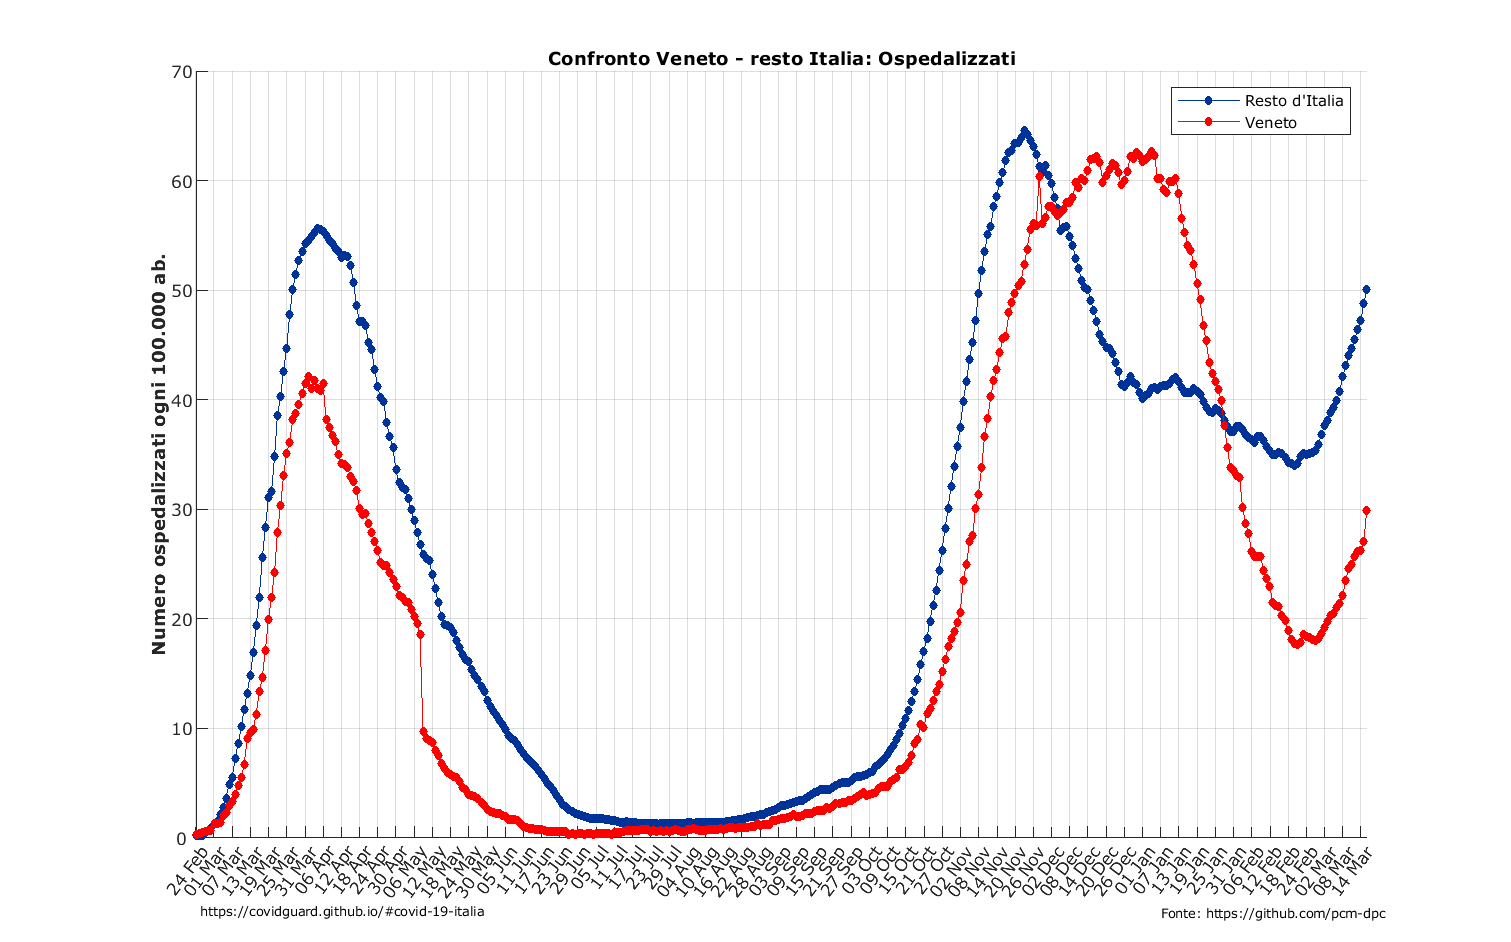 Confronto Veneto - resto Italia: Ospedalizzati
Numero ospedalizzati ogni 100.000 ab.
70
60
50
40
30
20
10
0
Resto d'Italia
Veneto
24 Feb
01 Mar
07 Mar
13 Mar
19 Mar
25 Mar
31 Mar
06 Apr
12 Apr
18 Apr
24 Apr
30 Apr
06 May
12 May
18 May
24 May
30 May
05 Jun
11 Jun
17 Jun
23 Jun
29 Jun
05 Jul
11 Jul
17 Jul
23 Jul
29 Jul
04 Aug
10 Aug
16 Aug
22 Aug
28 Aug
03 Sep
09 Sep
15 Sep
21 Sep
27 Sep
03 Oct
09 Oct
15 Oct
21 Oct
27 Oct
02 Nov
08 Nov
14 Nov
20 Nov
26 Nov
02 Dec
08 Dec
14 Dec
20 Dec
26 Dec
01 Jan
07 Jan
13 Jan
19 Jan
25 Jan
31 Jan
06 Feb
12 Feb
18 Feb
24 Feb
02 Mar
08 Mar
14 Mar
https://covidguard.github.io/#covid-19-italia
Fonte: https://github.com/pcm-dpc